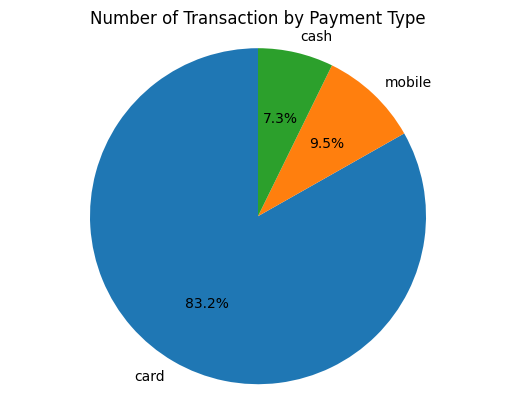 Number of Transaction by Payment Type
cash
mobile
7.3%
9.5%
83.2%
card